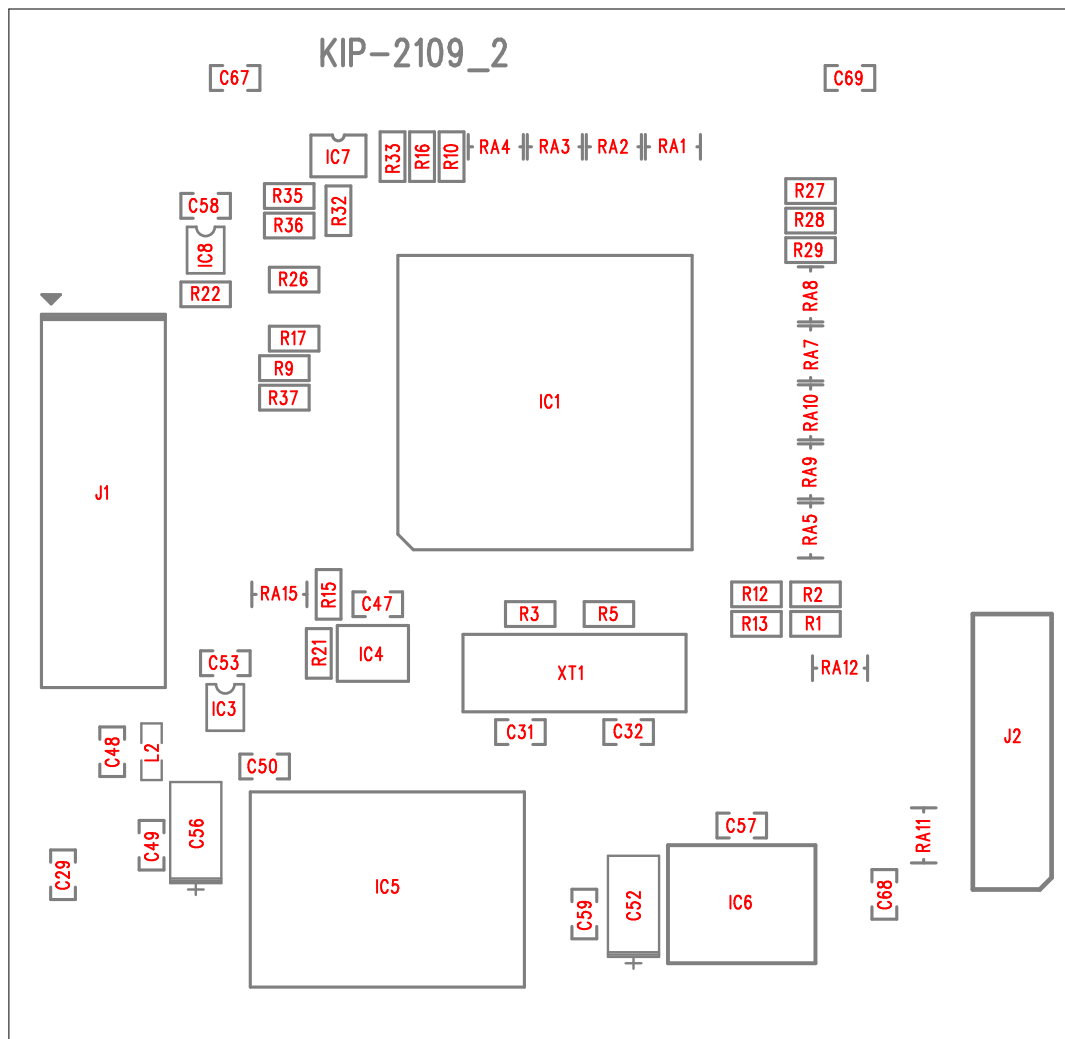 KIP-2109_2
C67
C69
IC7
R33
R16
R10
RA4
RA3
RA2
RA1
R35
R32
R27
C58
R36
R28
IC8
R29
R26
R22
RA8
R17
RA7
R9
R37
IC1
RA10
RA9
J1
RA5
RA15
R15
C47
R12
R2
R3
R5
R13
R1
R21
IC4
C53
XT1
RA12
IC3
C31
C32
C48
L2
J2
C50
C56
C49
C57
RA11
C29
IC5
C59
C52
IC6
C68